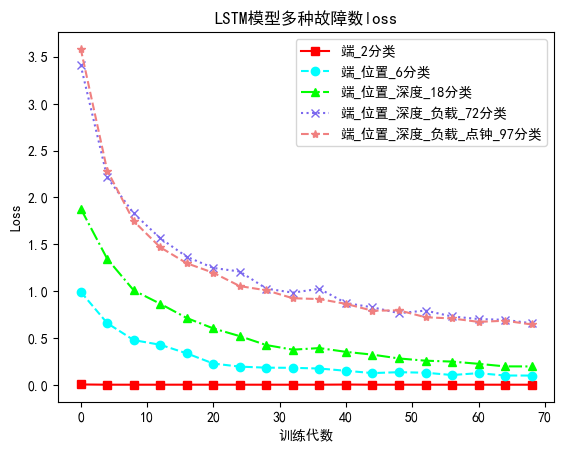 LSTM模型多种故障数loss
端_2分类
端_位置_6分类
端_位置_深度_18分类
端_位置_深度_负载_72分类
端_位置_深度_负载_点钟_97分类
Loss
3.5
3.0
2.5
2.0
1.5
1.0
0.5
0.0
0 10 20 30 40 50 60 70
训练代数